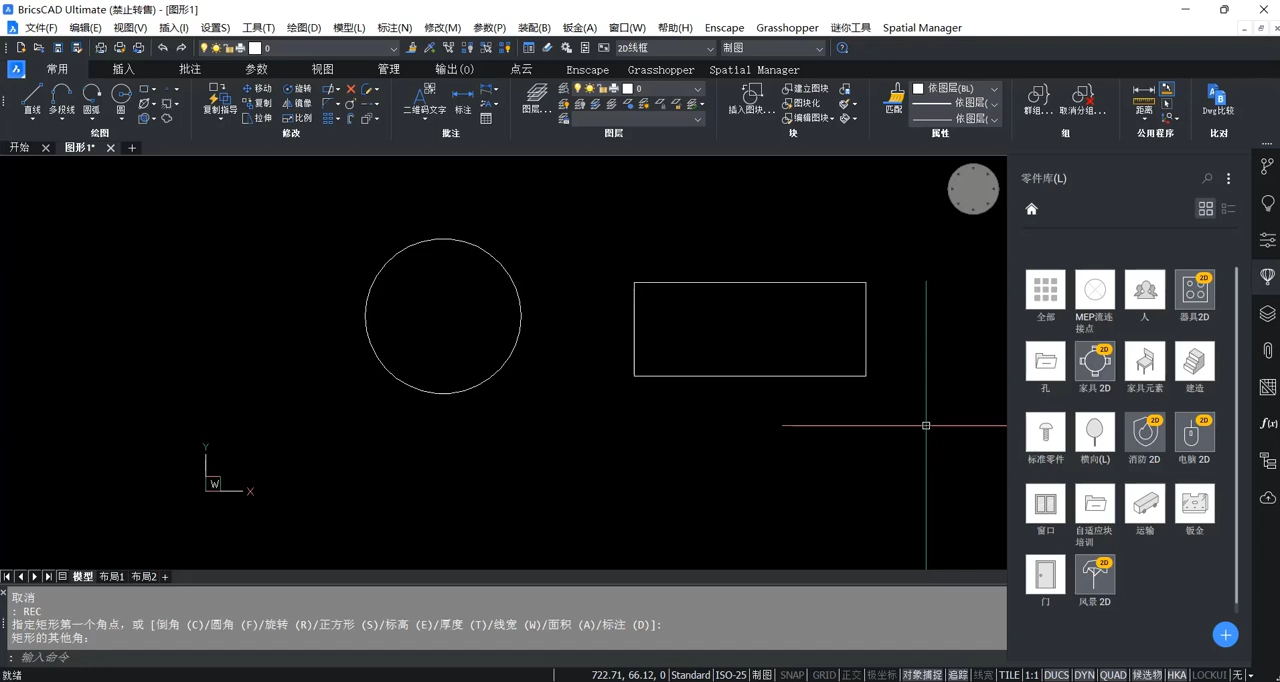 BricsCAD Ultimate (禁止转售) - [图形1]
文件(F) 编辑(E) 视图(V) 插入(I) 设置(S) 工具(T) 绘图(D) 模型(L) 标注(N) 修改(M) 参数(P) 装配(B) 钣金(A) 窗口(W) 帮助(H) Enscape Grasshopper 迷你工具 Spatial Manager
0 2D线框 制图
常用 插入 批注 参数 视图 管理 输出(O) 点云 Enscape Grasshopper Spatial Manager
直线 多段线 圆弧 圆 复制指导 移动 旋转 复制 镜像 拉伸 比例 二维码文字 标注 图层... 0 插入图块... 建立图块 图块化 编辑图块 匹配 依图层(BL) 依图层( 依图层(L) 群组... 取消分组... 距离 Dwg比较
绘图 修改 批注 图层 块 属性 组 公用程序 比对
开始 图形1*
零件库(L)
全部 MEP流连接点 人 器具2D
孔 家具 2D 家具元素 建造
标准零件 横向(L) 消防 2D 电脑 2D
窗口 自适应块培训 运输 钣金
门 风景 2D
Y
W
X
模型 布局1 布局2
取消
: REC
指定矩形第一个角点，或 [倒角 (C)/圆角 (F)/旋转 (R)/正方形 (S)/标高 (E)/厚度 (T)/线宽 (W)/面积 (A)/标注 (D)]:
矩形的其他角:
: 输入命令
就绪 722.71, 66.12, 0 Standard ISO-25 制图 SNAP GRID 正交 极坐标 对象捕捉 追踪 线宽 TILE 1:1 DUCS DYN QUAD 候选物 HKA LOCKUI 无